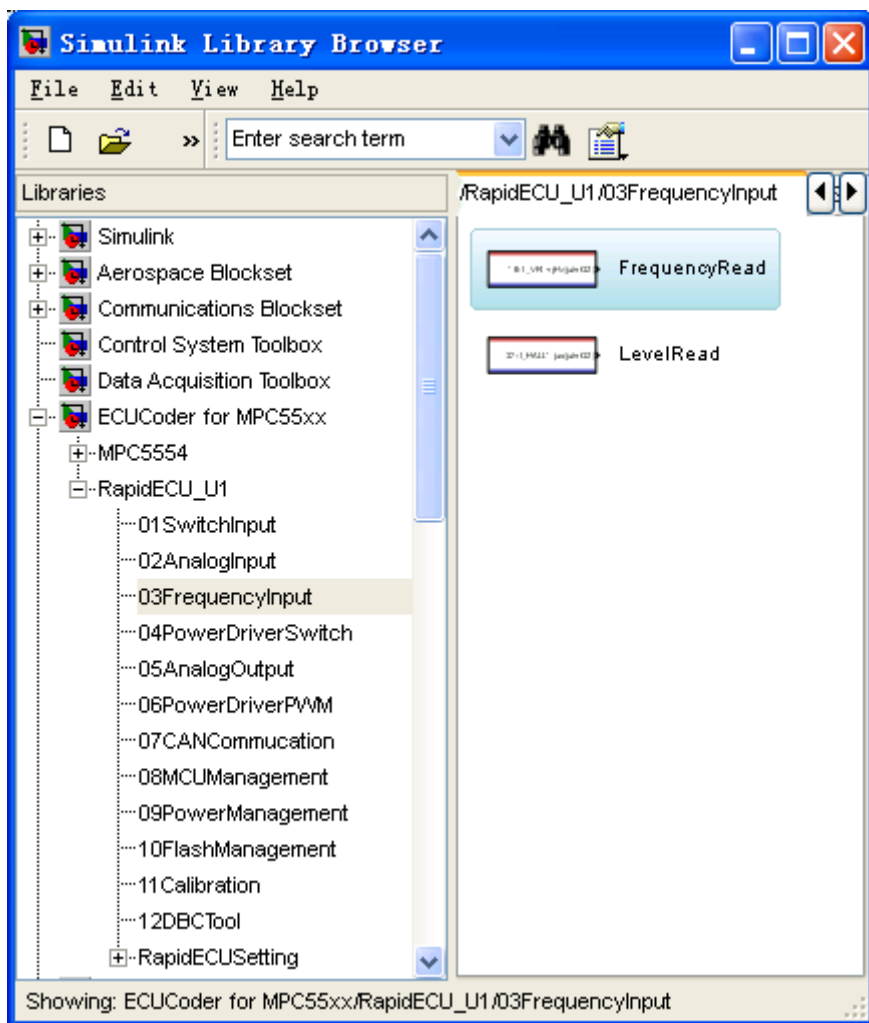 Simulink Library Browser
File Edit View Help
» Enter search term
Libraries
/RapidECU_U1/03FrequencyInput
Simulink
Aerospace Blockset
Communications Blockset
Control System Toolbox
Data Acquisition Toolbox
ECUCoder for MPC55xx
MPC5554
RapidECU_U1
01SwitchInput
02AnalogInput
03FrequencyInput
04PowerDriverSwitch
05AnalogOutput
06PowerDriverPWM
07CANCommucation
08MCUManagement
09PowerManagement
10FlashManagement
11Calibration
12DBCTool
RapidECUSetting
FrequencyRead
LevelRead
Showing: ECUCoder for MPC55xx/RapidECU_U1/03FrequencyInput